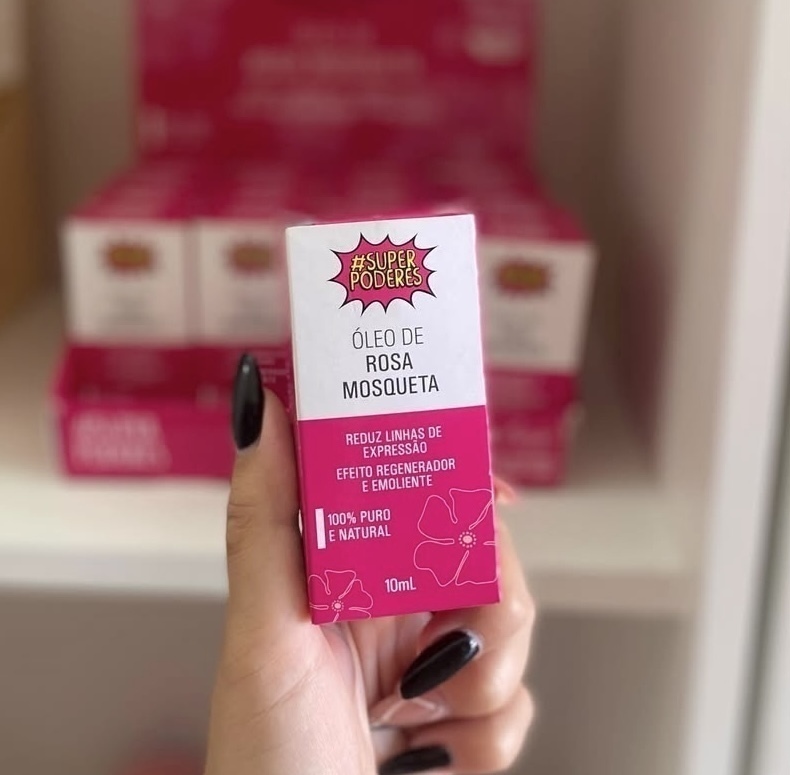 #SUPER
PODERES
ÓLEO DE
ROSA
MOSQUETA
REDUZ LINHAS DE
EXPRESSÃO
EFEITO REGENERADOR
E EMOLIENTE
100% PURO
E NATURAL
10mL